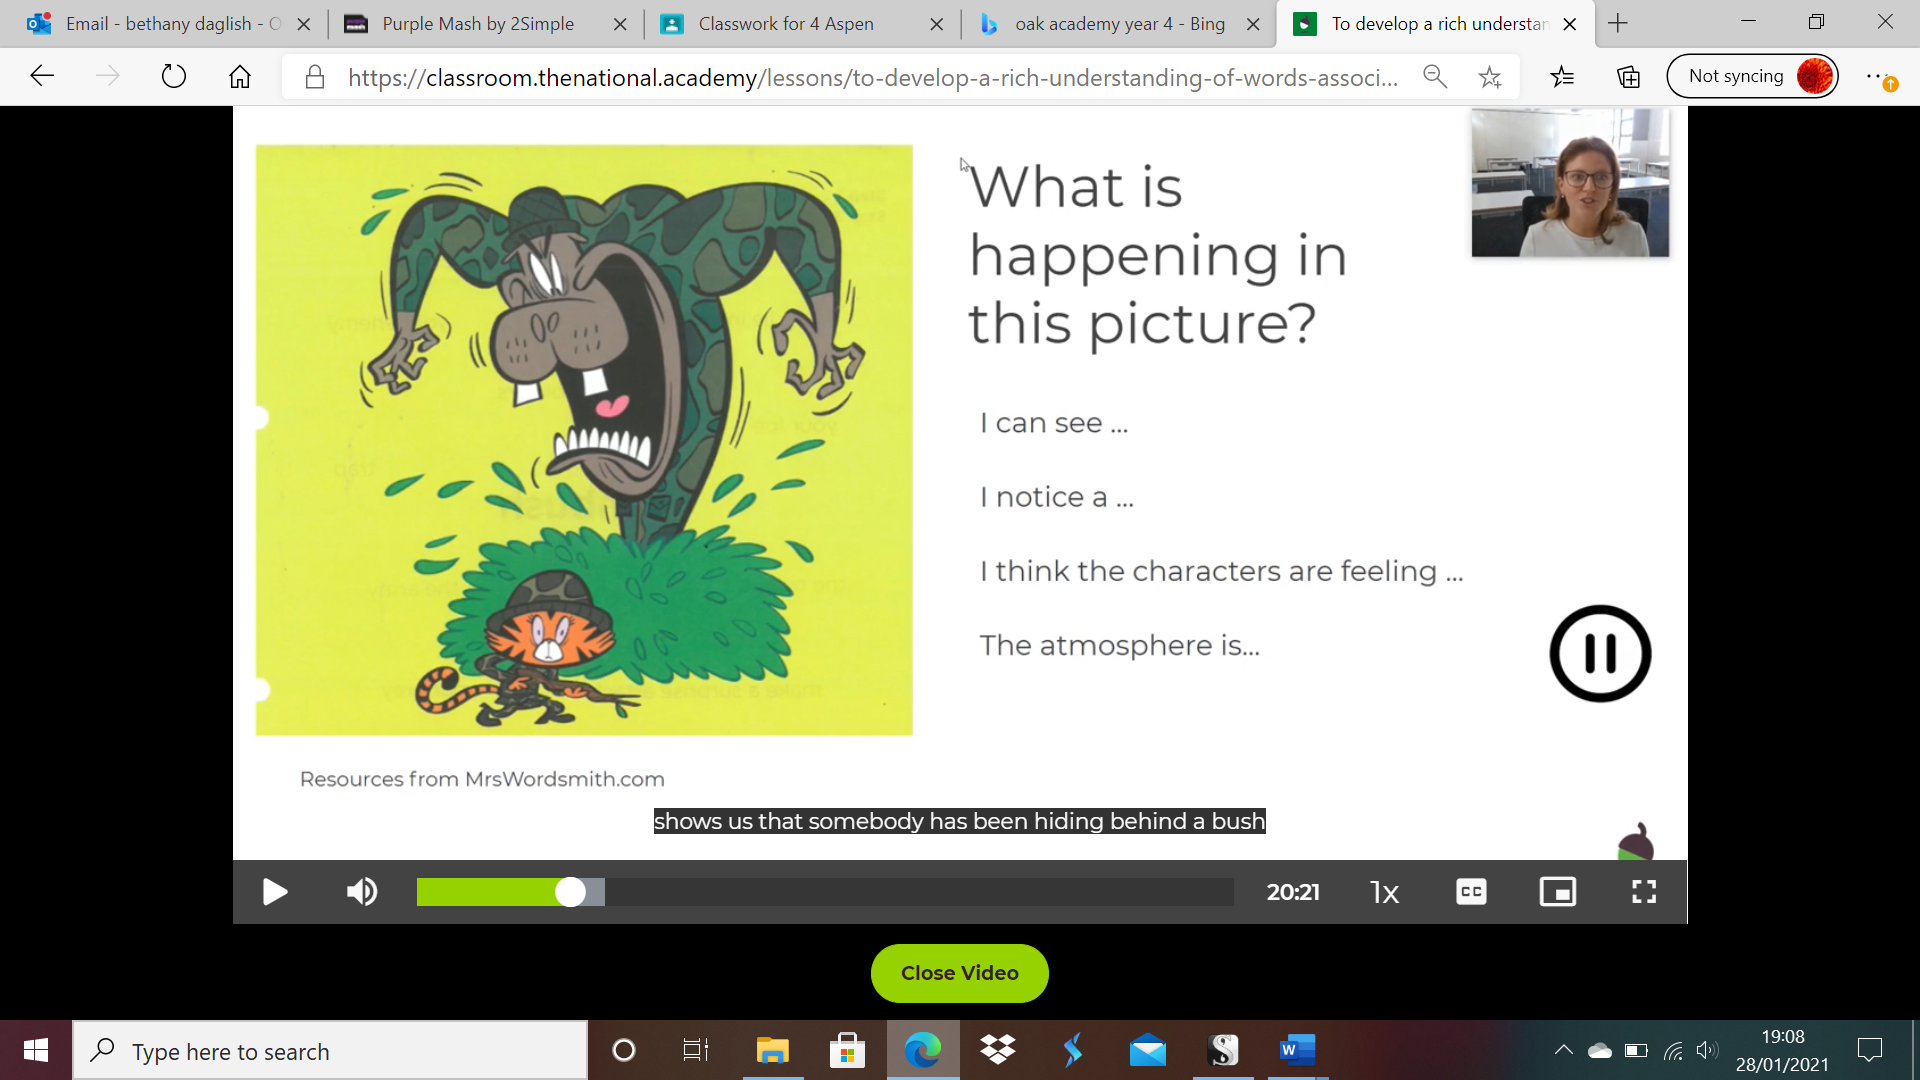 Email - bethany daglish - O
Purple Mash by 2Simple
Classwork for 4 Aspen
oak academy year 4 - Bing
To develop a rich understan
https://classroom.thenational.academy/lessons/to-develop-a-rich-understanding-of-words-associ...
Not syncing
What is
happening in
this picture?
I can see ...
I notice a ...
I think the characters are feeling ...
The atmosphere is...
Resources from MrsWordsmith.com
shows us that somebody has been hiding behind a bush
20:21
1x
CC
Close Video
Type here to search
19:08
28/01/2021